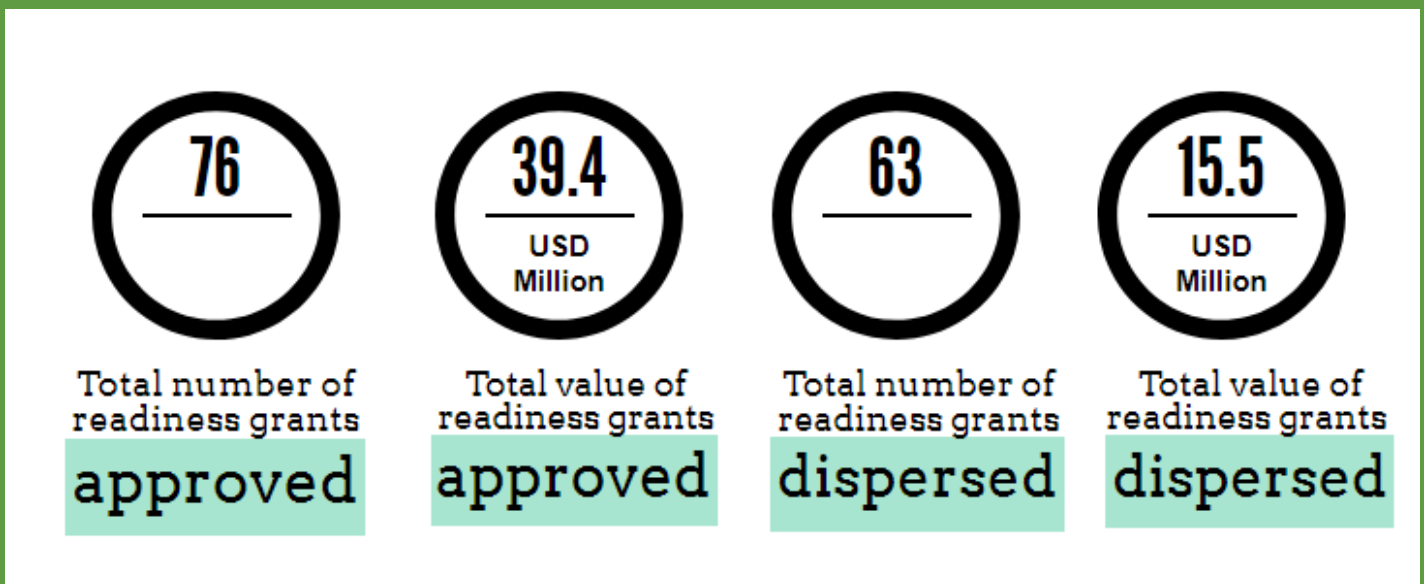 76
39.4
USD
Million
63
15.5
USD
Million
Total number of
readiness grants
approved
Total value of
readiness grants
approved
Total number of
readiness grants
dispersed
Total value of
readiness grants
dispersed